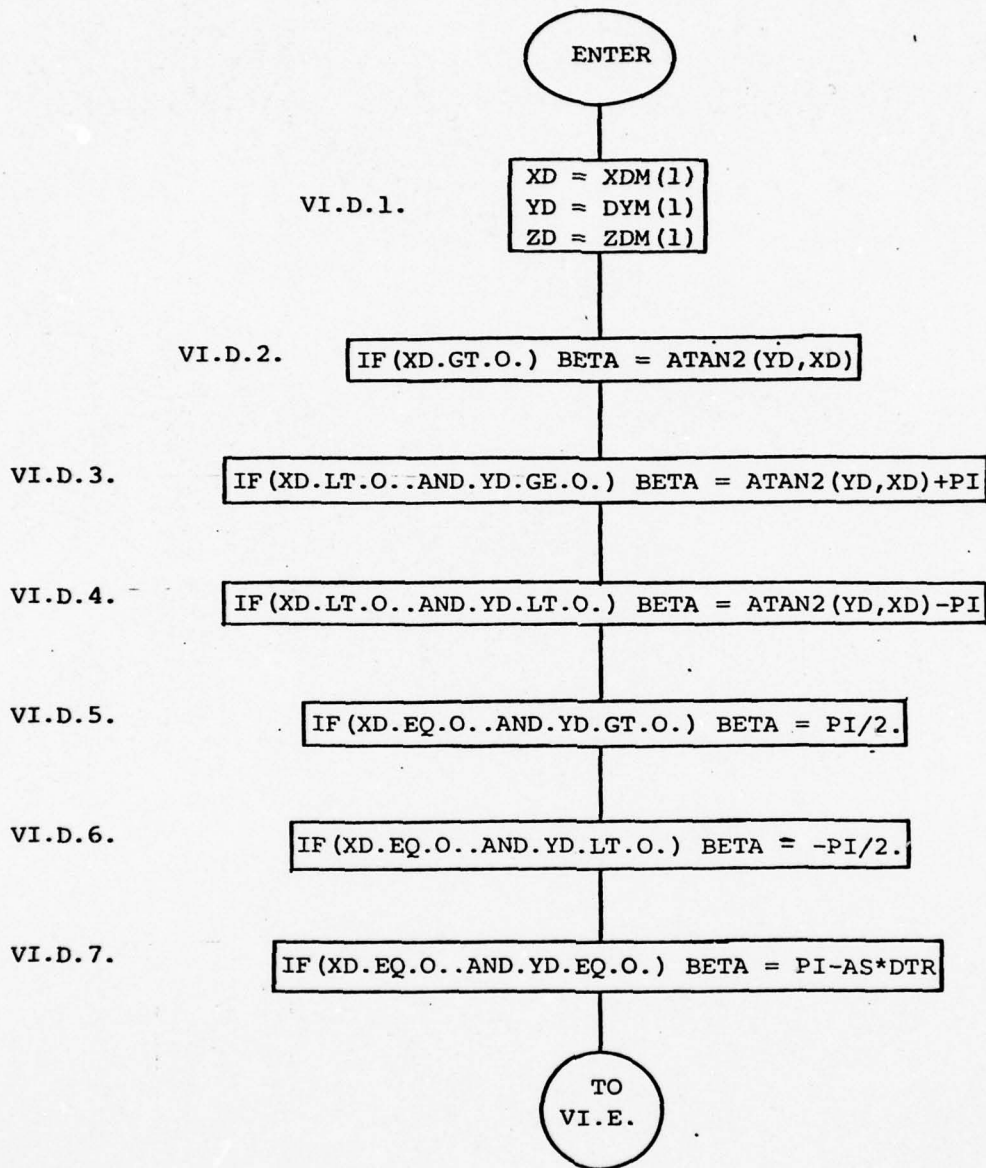 ENTER
VI.D.1.
XD = XDM(1)
YD = DYM(1)
ZD = ZDM(1)
VI.D.2.
IF(XD.GT.O.) BETA = ATAN2(YD,XD)
VI.D.3.
IF(XD.LT.O..AND.YD.GE.O.) BETA = ATAN2(YD,XD)+PI
VI.D.4.
IF(XD.LT.O..AND.YD.LT.O.) BETA = ATAN2(YD,XD)-PI
VI.D.5.
IF(XD.EQ.O..AND.YD.GT.O.) BETA = PI/2.
VI.D.6.
IF(XD.EQ.O..AND.YD.LT.O.) BETA = -PI/2.
VI.D.7.
IF(XD.EQ.O..AND.YD.EQ.O.) BETA = PI-AS*DTR
TO
VI.E.